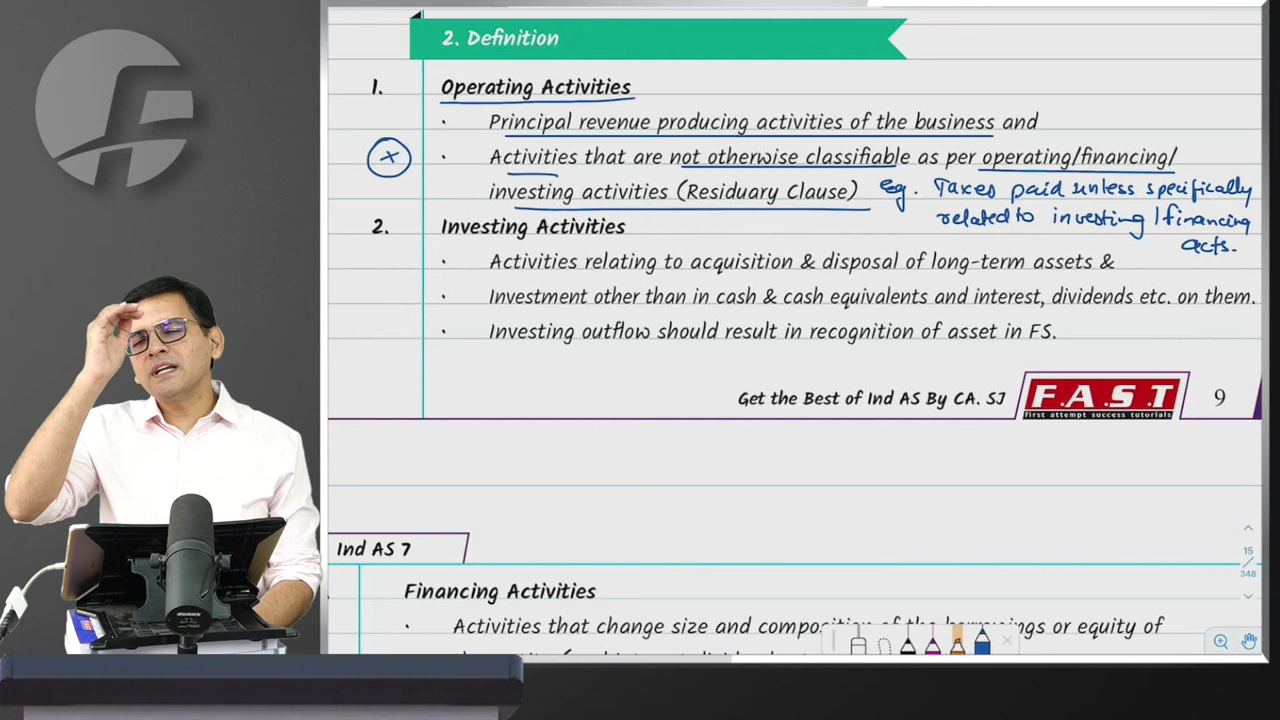 2. Definition
1. Operating Activities
· Principal revenue producing activities of the business and
· Activities that are not otherwise classifiable as per operating/financing/
investing activities (Residuary Clause) eg. Taxes paid unless specifically
related to investing / financing
acts.
2. Investing Activities
· Activities relating to acquisition & disposal of long-term assets &
· Investment other than in cash & cash equivalents and interest, dividends etc. on them.
· Investing outflow should result in recognition of asset in FS.
Get the Best of Ind AS By CA. SJ
F.A.S.T
first attempt success tutorials
9
Ind AS 7
15
348
Financing Activities
· Activities that change size and composition of the borrowings or equity of